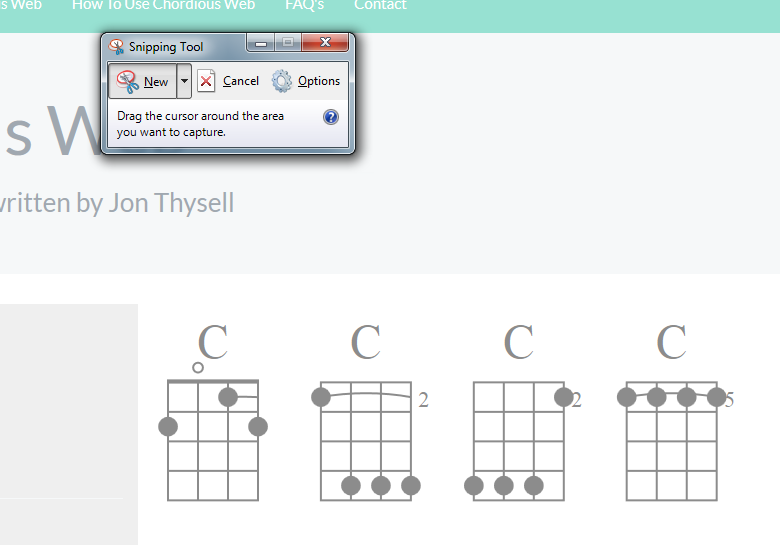 s Web
How To Use Chordious Web
FAQ's
Contact
Snipping Tool
New
Cancel
Options
Drag the cursor around the area
you want to capture.
s W
written by Jon Thysell
C
C
C
C
2
2
5